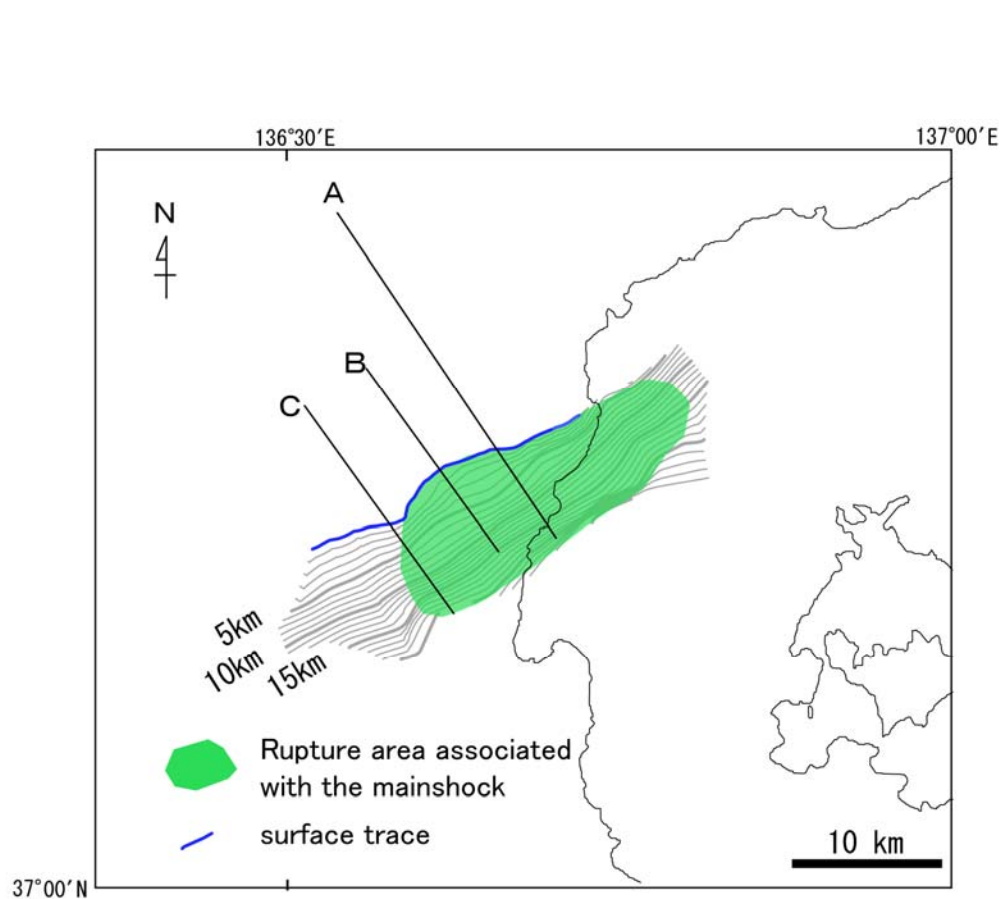 136°30′E
137°00′E
A
N
B
C
5km
10km
15km
Rupture area associated
with the mainshock
surface trace
10 km
37°00′N